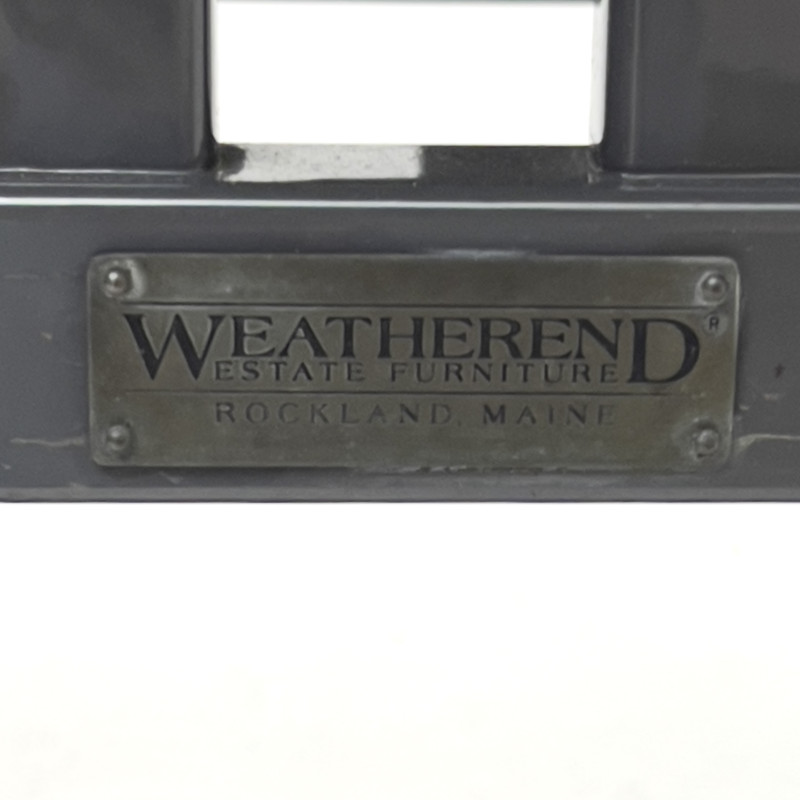 WEATHEREND®
ESTATE FURNITURE
ROCKLAND, MAINE